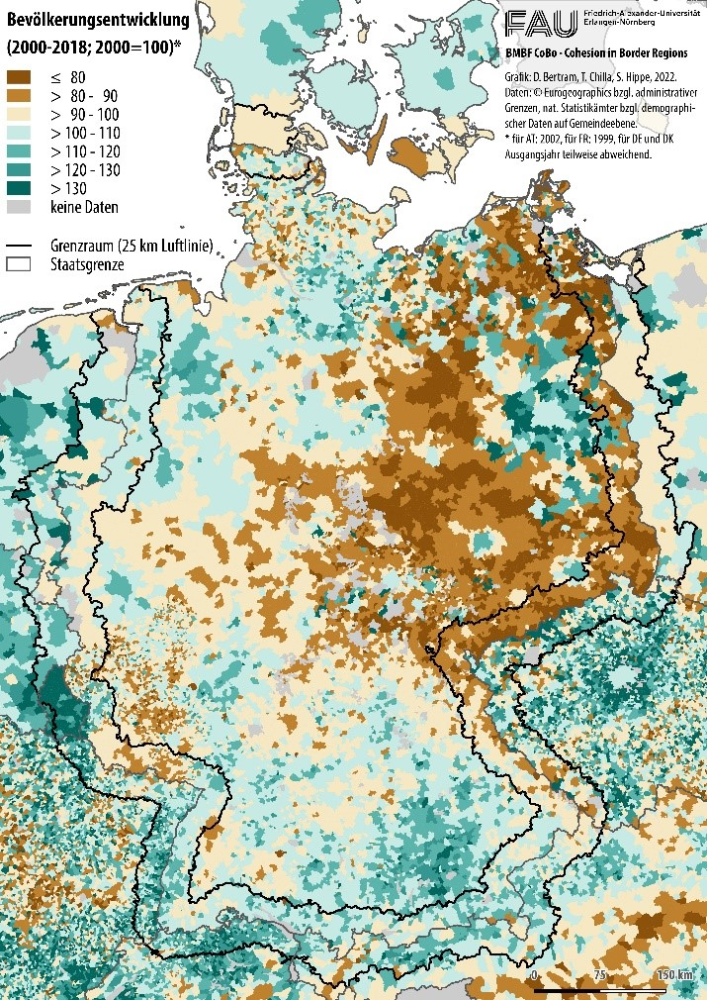 Bevölkerungsentwicklung
(2000-2018; 2000=100)*
≤ 80
> 80 - 90
> 90 - 100
>100 - 110
>110 - 120
>120 - 130
> 130
keine Daten
Grenzraum (25 km Luftlinie)
Staatsgrenze
FAU Friedrich-Alexander-Universität
Erlangen-Nürnberg
BMBF CoBo - Cohesion in Border Regions
Grafik: D. Bertram, T. Chilla, S. Hippe, 2022.
Daten: © Eurogeographics bzgl. administrativer
Grenzen, nat. Statistikämter bzgl. demographi-
scher Daten auf Gemeindeebene.
* für AT: 2002, für FR: 1999, für DE und DK
Ausgangsjahr teilweise abweichend.
0 75 150 km